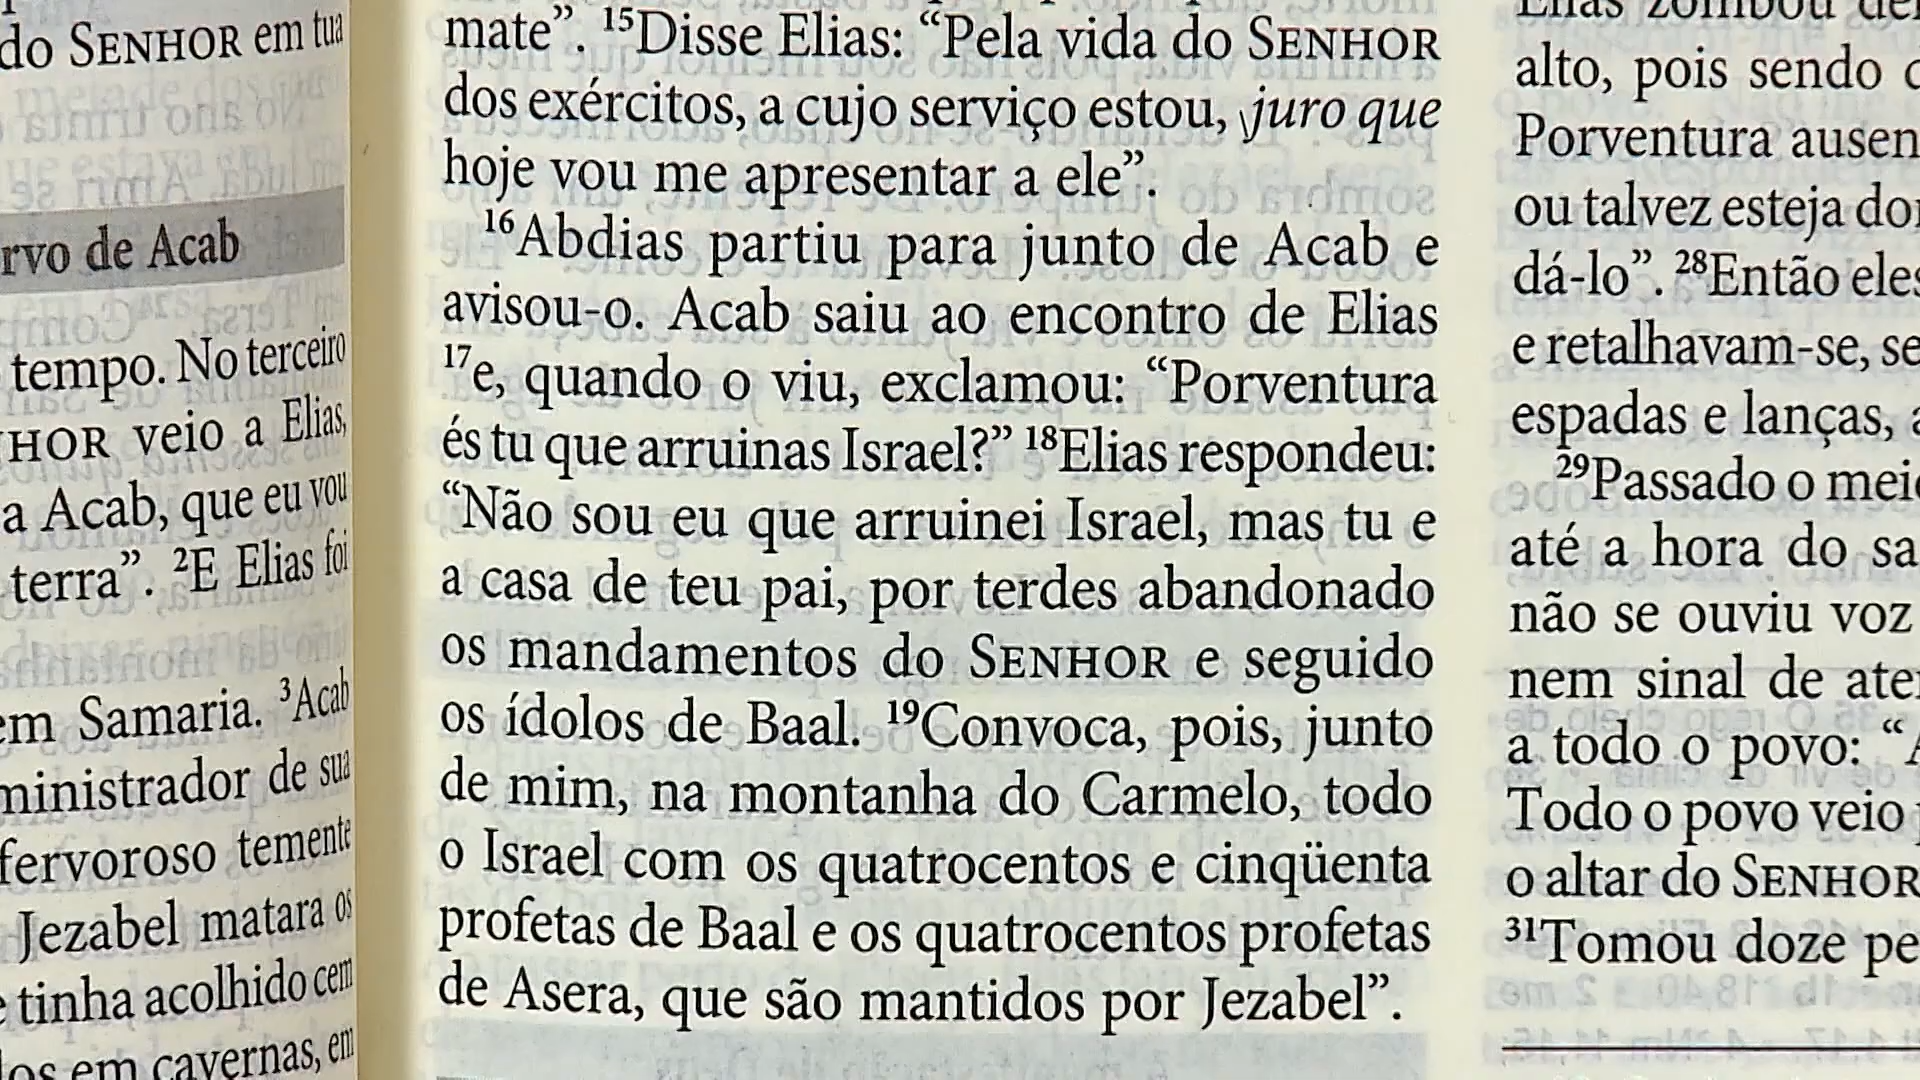 do SENHOR em tua
rvo de Acab
tempo. No terceiro
HOR veio a Elias,
a Acab, que eu vou
terra”. ²E Elias foi
em Samaria. ³Acab
ministrador de sua
fervoroso temente
Jezabel matara os
tinha acolhido cem
los em cavernas, em
mate”. ¹⁵Disse Elias: “Pela vida do SENHOR
dos exércitos, a cujo serviço estou, juro que
hoje vou me apresentar a ele”.
¹⁶Abdias partiu para junto de Acab e
avisou-o. Acab saiu ao encontro de Elias
¹⁷e, quando o viu, exclamou: “Porventura
és tu que arruinas Israel?” ¹⁸Elias respondeu:
“Não sou eu que arruinei Israel, mas tu e
a casa de teu pai, por terdes abandonado
os mandamentos do SENHOR e seguido
os ídolos de Baal. ¹⁹Convoca, pois, junto
de mim, na montanha do Carmelo, todo
o Israel com os quatrocentos e cinqüenta
profetas de Baal e os quatrocentos profetas
de Asera, que são mantidos por Jezabel”.
Elias zombou
alto, pois sendo
Porventura ausen
ou talvez esteja
dá-lo”. ²⁸Então eles
e retalhavam-se, se
espadas e lanças,
²⁹Passado o meio
até a hora do sa
não se ouviu voz
nem sinal de
a todo o povo: “
Todo o povo veio
o altar do SENHOR
³¹Tomou doze pe